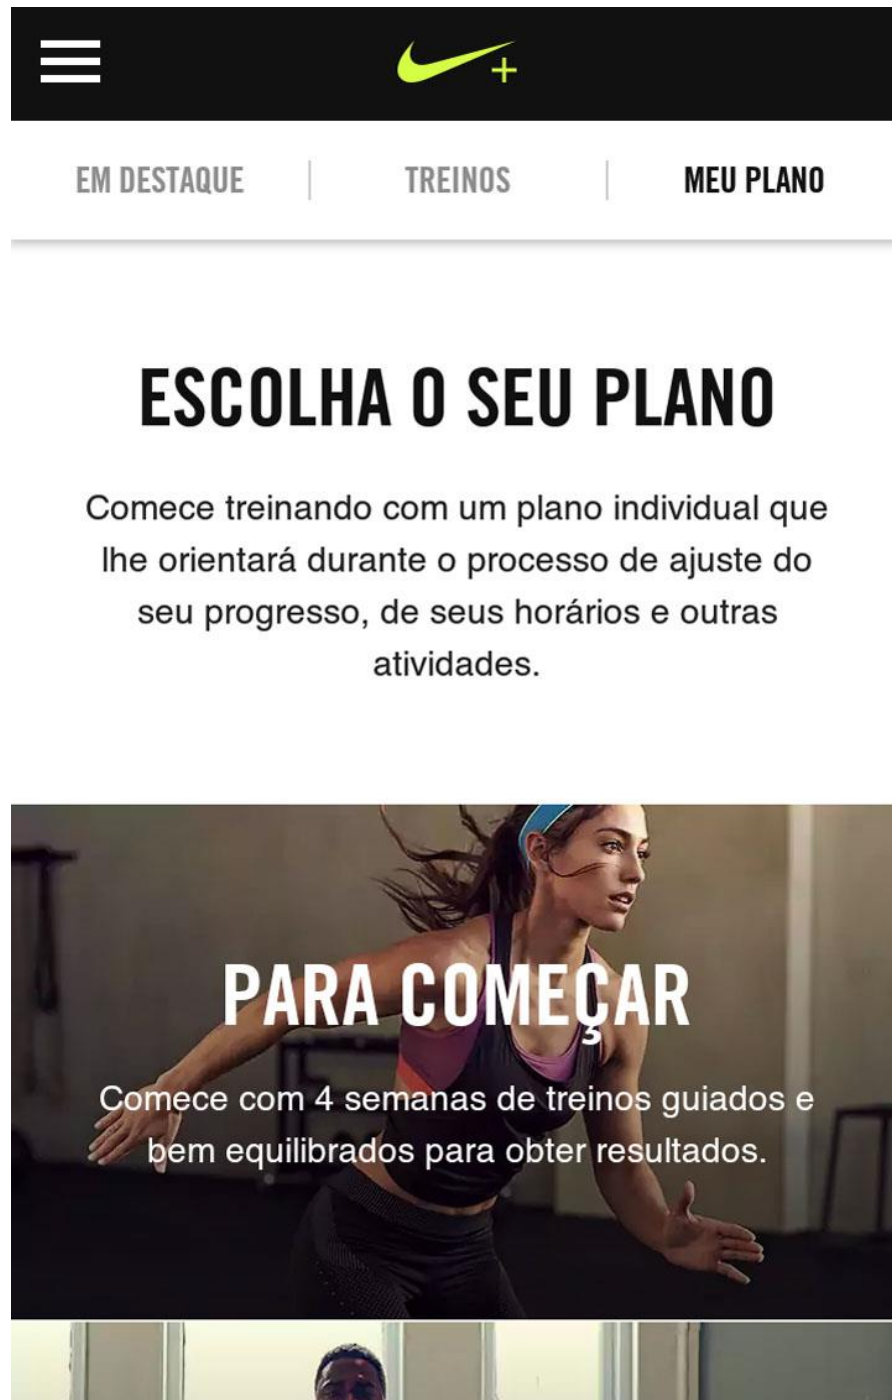 EM DESTAQUE
TREINOS
MEU PLANO
ESCOLHA O SEU PLANO
Comece treinando com um plano individual que
lhe orientará durante o processo de ajuste do
seu progresso, de seus horários e outras
atividades.
PARA COMEÇAR
Comece com 4 semanas de treinos guiados e
bem equilibrados para obter resultados.